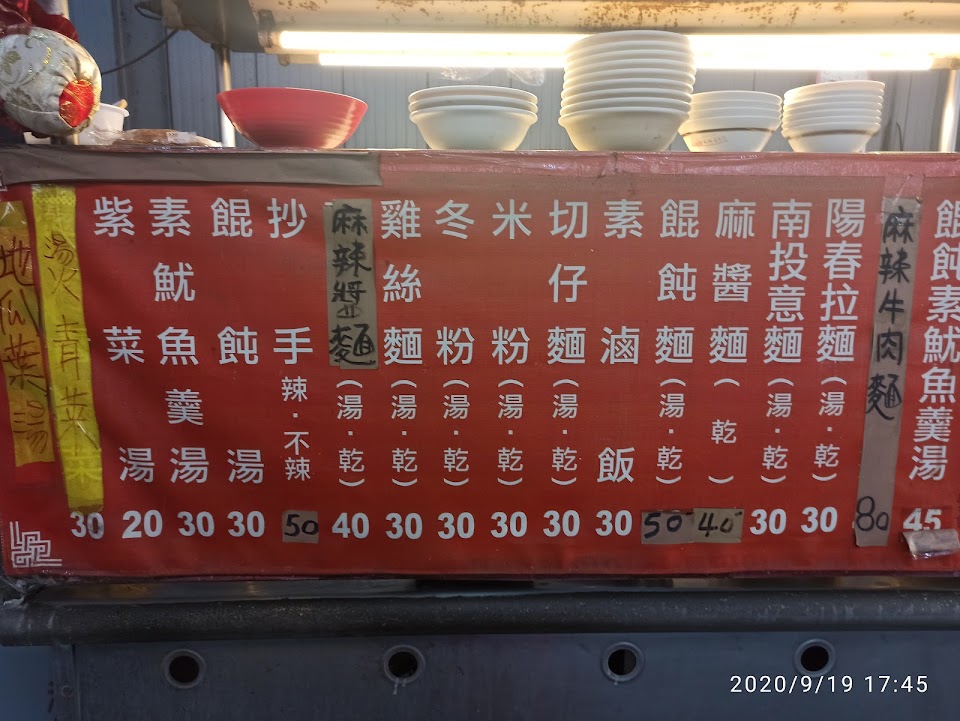 餛飩素魷魚羹湯 45
麻辣牛肉麵 80
陽春拉麵(湯.乾) 30
南投意麵(湯.乾) 30
麻醬麵(乾) 40
餛飩麵(湯.乾) 50
素滷飯 30
切仔麵(湯.乾) 30
米粉(湯.乾) 30
冬粉(湯.乾) 30
雞絲麵(湯.乾) 30
麻辣將麵(湯.乾) 40
抄手辣.不辣 50
餛飩湯 30
素魷魚羹湯 30
紫菜湯 20
燙青菜 30
地瓜葉湯
2020/9/19 17:45